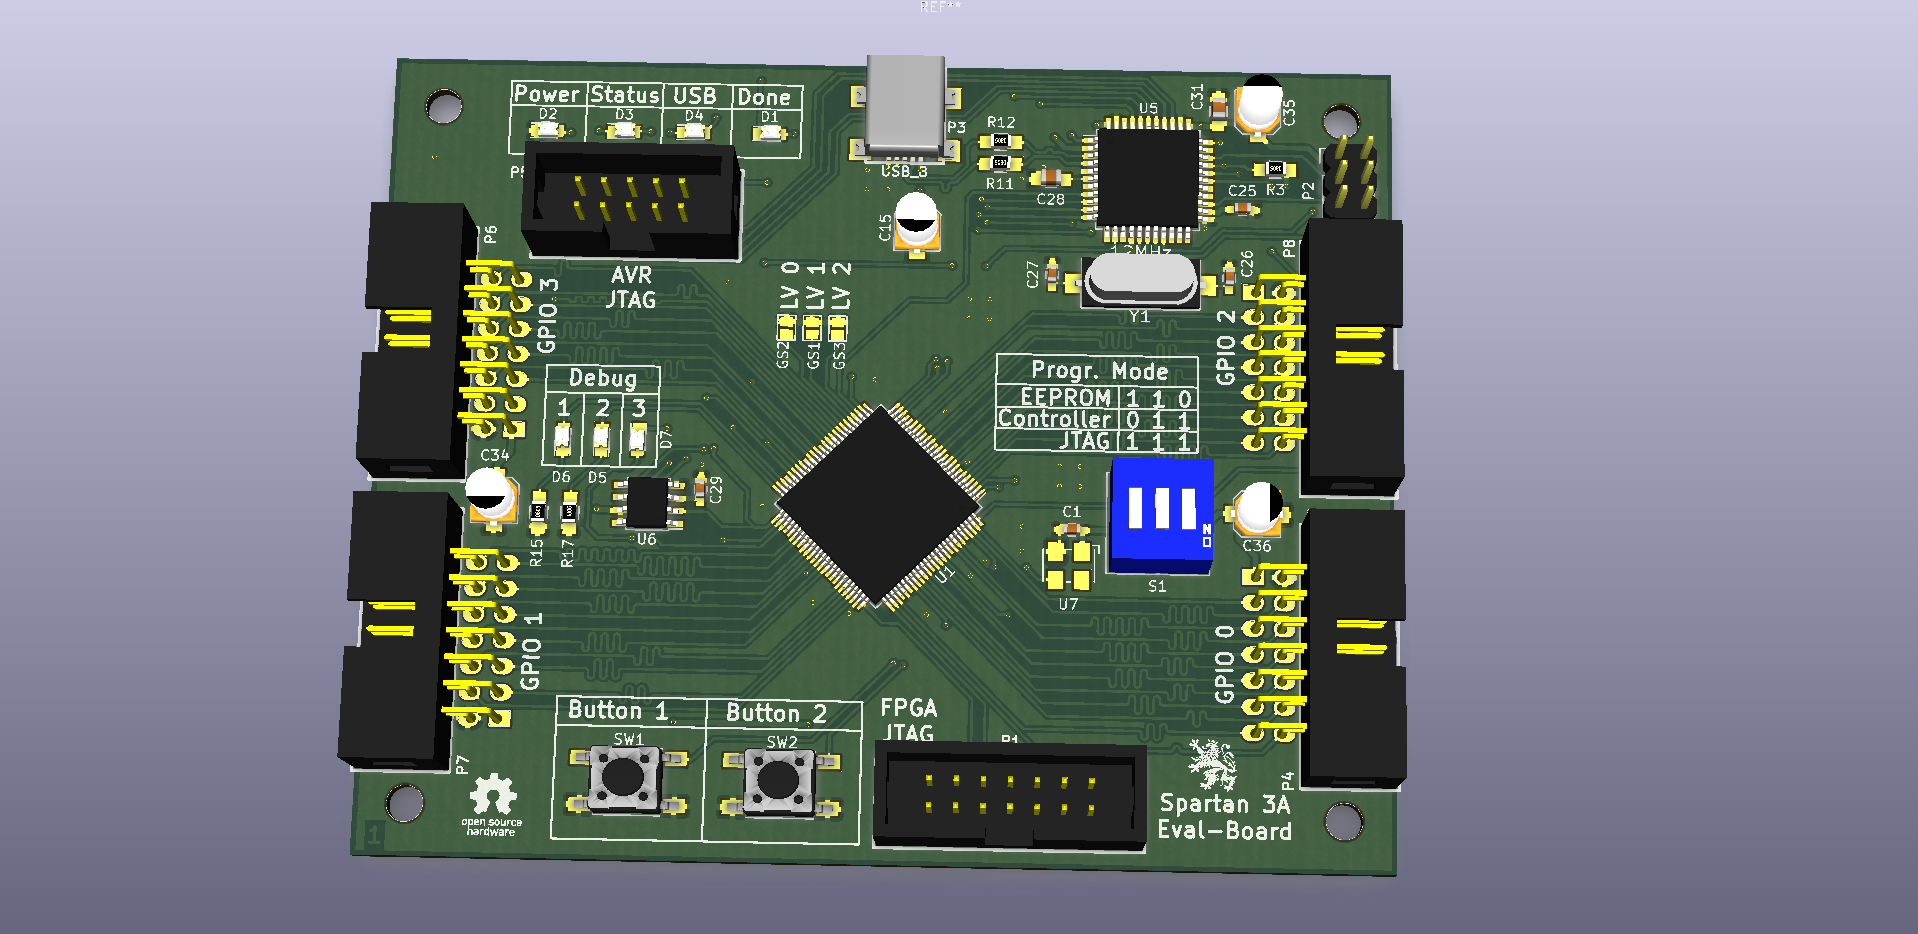 REF**
Power Status USB Done
D2 D3 D4 D1
P3
USB_B
R12
R11
C28
U5
C31
C35
R3
C25
P2
C15
P6
AVR
JTAG
GPIO 3
LV 0
LV 1
LV 2
GS2
GS1
GS3
C27
C26
Y1
P8
GPIO 2
Debug
1 2 3
D7
D6 D5
Progr. Mode
EEPROM 1 1 0
Controller 0 1 1
JTAG 1 1 1
C34
R15
R17
U6
C29
U1
C1
U7
ON
S1
C36
GPIO 1
GPIO 0
P7
Button 1 Button 2
SW1 SW2
FPGA
JTAG
P1
P4
open source
hardware
Spartan 3A
Eval-Board
1